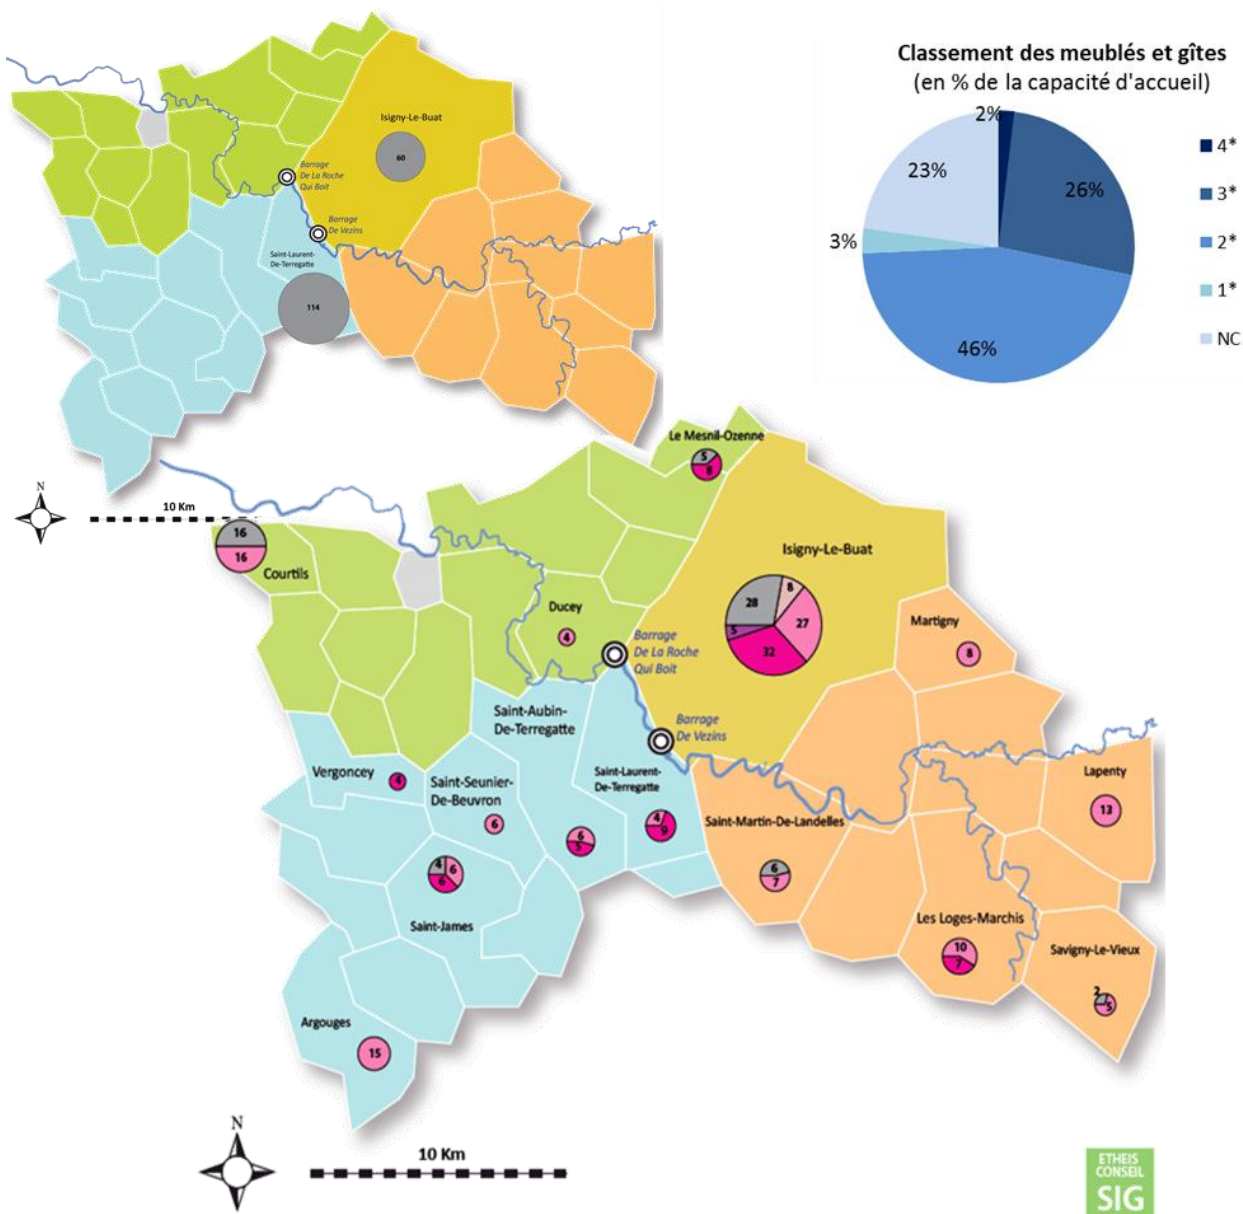 Isigny-Le-Buat
60
Barrage
De La Roche
Qui Boit
Barrage
De Vezins
Saint-Laurent-
De-Terregatte
114
N
10 Km
Classement des meublés et gîtes
(en % de la capacité d'accueil)
2%
26%
46%
3%
23%
4*
3*
2*
1*
NC
Le Mesnil-Ozenne
5
8
16
16
Courtils
Isigny-Le-Buat
28
8
27
5
32
Ducey
4
Barrage
De La Roche
Qui Boit
Martigny
8
Saint-Aubin-
De-Terregatte
Barrage
De Vezins
Vergoncey
4
Saint-Seunier-
De-Beuvron
6
Saint-Laurent-
De-Terregatte
4
9
6
5
Lapenty
13
Saint-Martin-De-Landelles
6
7
4
6
6
Saint-James
Les Loges-Marchis
10
7
Savigny-Le-Vieux
2
5
Argouges
15
N
10 Km
ETHEIS
CONSEIL
SIG